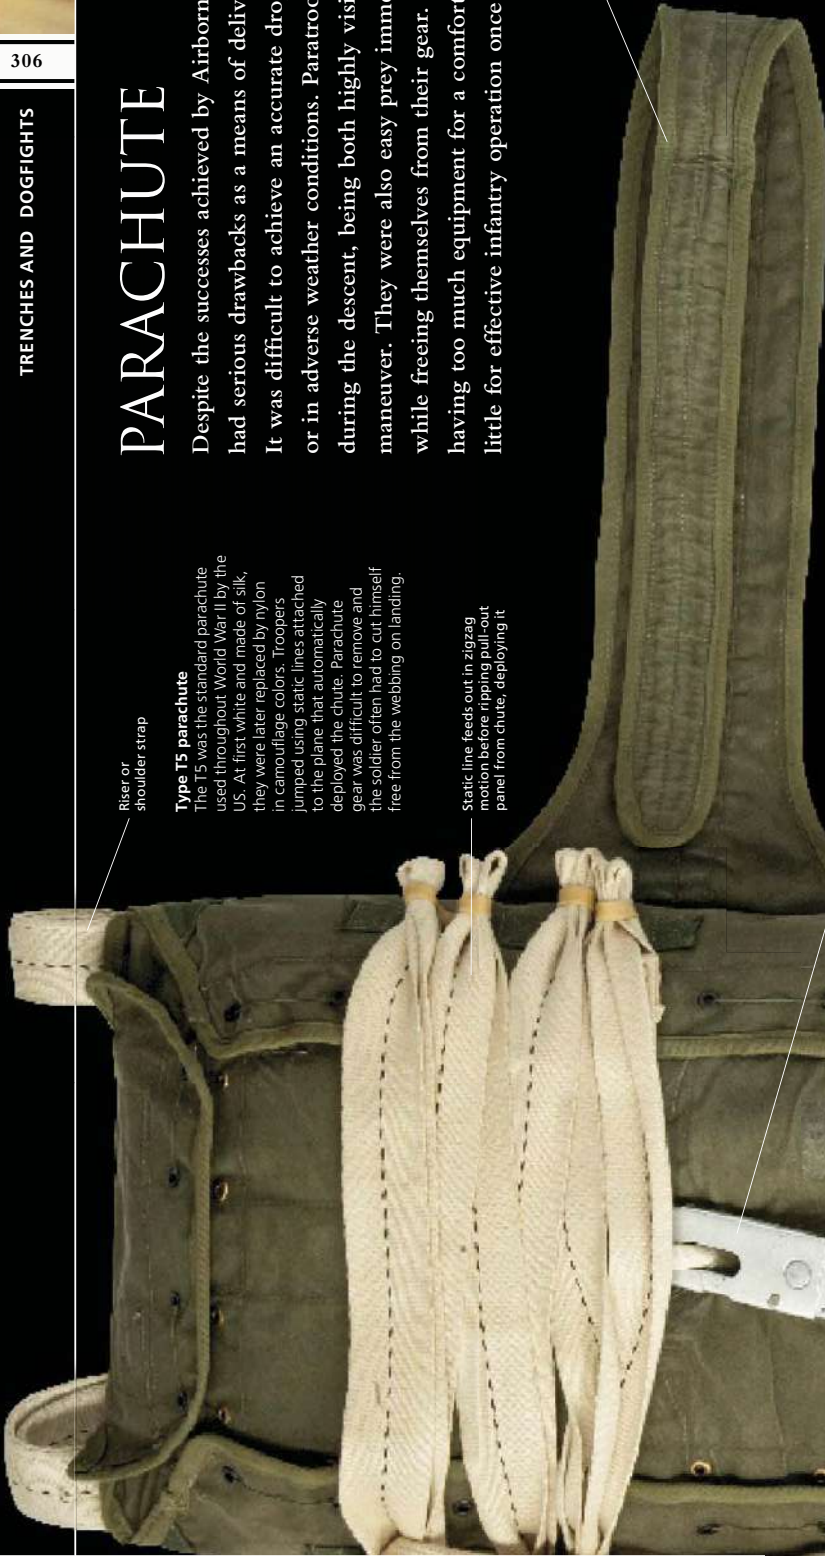 306
TRENCHES AND DOGFIGHTS
PARACHUTE
Despite the successes achieved by Airborn
had serious drawbacks as a means of deliv
It was difficult to achieve an accurate dro
or in adverse weather conditions. Paratroo
during the descent, being both highly visi
maneuver. They were also easy prey imme
while freeing themselves from their gear.
having too much equipment for a comfort
little for effective infantry operation once
Riser or
shoulder strap
Type T5 parachute
The T5 was the standard parachute
used throughout World War II by the
US. At first white and made of silk,
they were later replaced by nylon
in camouflage colors. Troopers
jumped using static lines attached
to the plane that automatically
deployed the chute. Parachute
gear was difficult to remove and
the soldier often had to cut himself
free from the webbing on landing.
Static line feeds out in zigzag
motion before ripping pull-out
panel from chute, deploying it